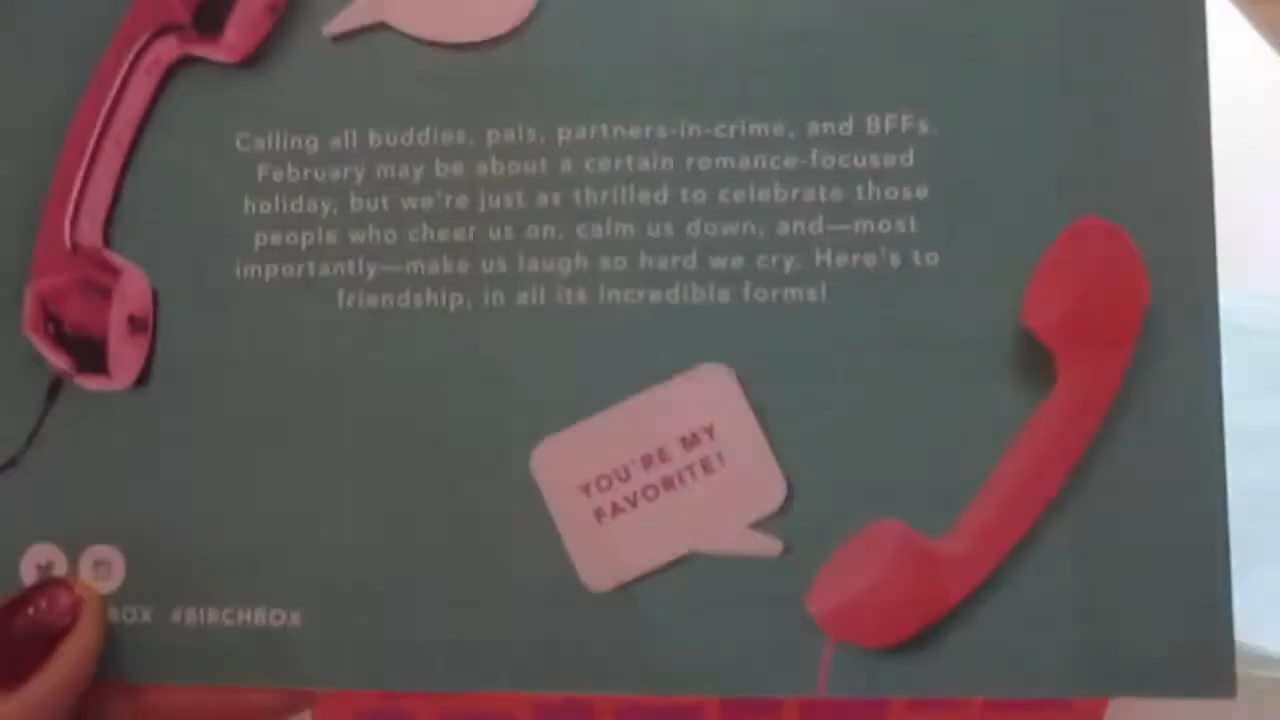 Calling all buddies, pals, partners-in-crime, and BFFs.
February may be about a certain romance-focused
holiday, but we're just as thrilled to celebrate those
people who cheer us on, calm us down, and—most
importantly—make us laugh so hard we cry. Here's to
friendship, in all its incredible forms!
YOU'RE MY
FAVORITE!
BOX #BIRCHBOX